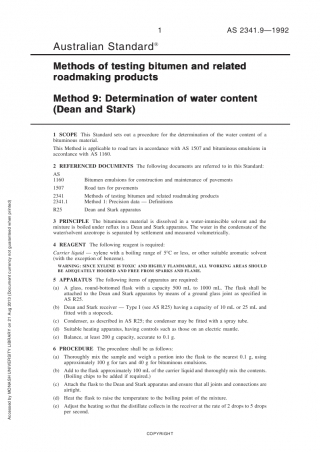 1
AS 2341.9—1992
Australian Standard®
Methods of testing bitumen and related
roadmaking products
Method 9: Determination of water content
(Dean and Stark)
1 SCOPE This Standard sets out a procedure for the determination of the water content of a
bituminous material.
This Method is applicable to road tars in accordance with AS 1507 and bituminous emulsions in
accordance with AS 1160.
2 REFERENCED DOCUMENTS The following documents are referred to in this Standard:
AS
1160 Bitumen emulsions for construction and maintenance of pavements
1507 Road tars for pavements
2341 Methods of testing bitumen and related roadmaking products
2341.1 Method 1: Precision data — Definitions
R25 Dean and Stark apparatus
3 PRINCIPLE The bituminous material is dissolved in a water-immiscible solvent and the
mixture is boiled under reflux in a Dean and Stark apparatus. The water in the condensate of the
water/solvent azeotrope is separated by settlement and measured volumetrically.
4 REAGENT The following reagent is required:
Carrier liquid — xylene with a boiling range of 5°C or less, or other suitable aromatic solvent
(with the exception of benzene).
WARNING: SINCE XYLENE IS TOXIC AND HIGHLY FLAMMABLE, ALL WORKING AREAS SHOULD
BE ADEQUATELY HOODED AND FREE FROM SPARKS AND FLAME.
5 APPARATUS The following items of apparatus are required:
(a) A glass, round-bottomed flask with a capacity 500 mL to 1000 mL. The flask shall be
attached to the Dean and Stark apparatus by means of a ground glass joint as specified in
AS R25.
(b) Dean and Stark receiver — Type I (see AS R25) having a capacity of 10 mL or 25 mL and
fitted with a stopcock.
(c) Condenser, as described in AS R25; the condenser may be fitted with a spray tube.
(d) Suitable heating apparatus, having controls such as those on an electric mantle.
(e) Balance, at least 200 g capacity, accurate to 0.1 g.
6 PROCEDURE The procedure shall be as follows:
(a) Thoroughly mix the sample and weigh a portion into the flask to the nearest 0.1 g, using
approximately 100 g for tars and 40 g for bituminous emulsions.
(b) Add to the flask approximately 100 mL of the carrier liquid and thoroughly mix the contents.
(Boiling chips to be added if required.)
(c) Attach the flask to the Dean and Stark apparatus and ensure that all joints and connections are
airtight.
(d) Heat the flask to raise the temperature to the boiling point of the mixture.
(e) Adjust the heating so that the distillate collects in the receiver at the rate of 2 drops to 5 drops
per second.
COPYRIGHT
Accessed by MONASH UNIVERSITY LIBRARY on 21 Aug 2013 (Document currency not guaranteed when printed)